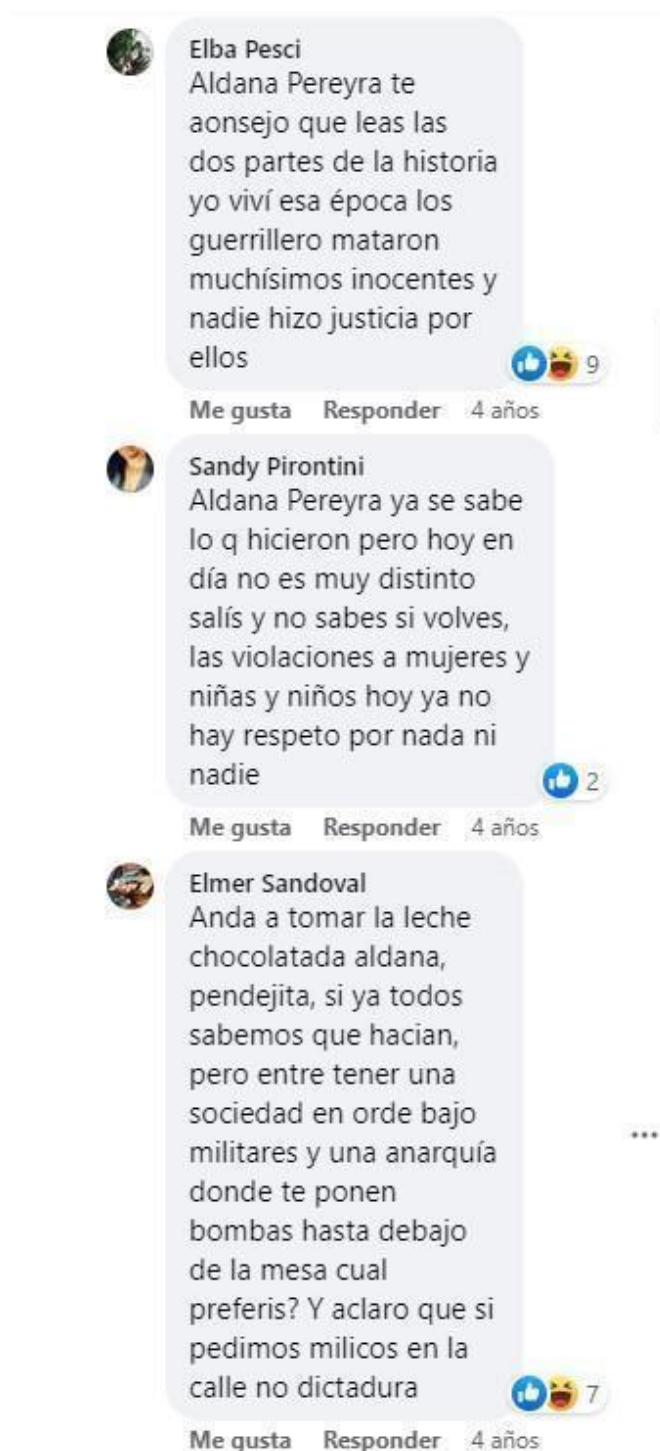 Elba Pesci
Aldana Pereyra te
aonsejo que leas las
dos partes de la historia
yo viví esa época los
guerrillero mataron
muchísimos inocentes y
nadie hizo justicia por
ellos
9
Me gusta Responder 4 años
Sandy Pirontini
Aldana Pereyra ya se sabe
lo q hicieron pero hoy en
día no es muy distinto
salís y no sabes si volves,
las violaciones a mujeres y
niñas y niños hoy ya no
hay respeto por nada ni
nadie
2
Me gusta Responder 4 años
Elmer Sandoval
Anda a tomar la leche
chocolatada aldana,
pendejita, si ya todos
sabemos que hacian,
pero entre tener una
sociedad en orde bajo
militares y una anarquía
donde te ponen
bombas hasta debajo
de la mesa cual
preferis? Y aclaro que si
pedimos milicos en la
calle no dictadura
7
Me gusta Responder 4 años